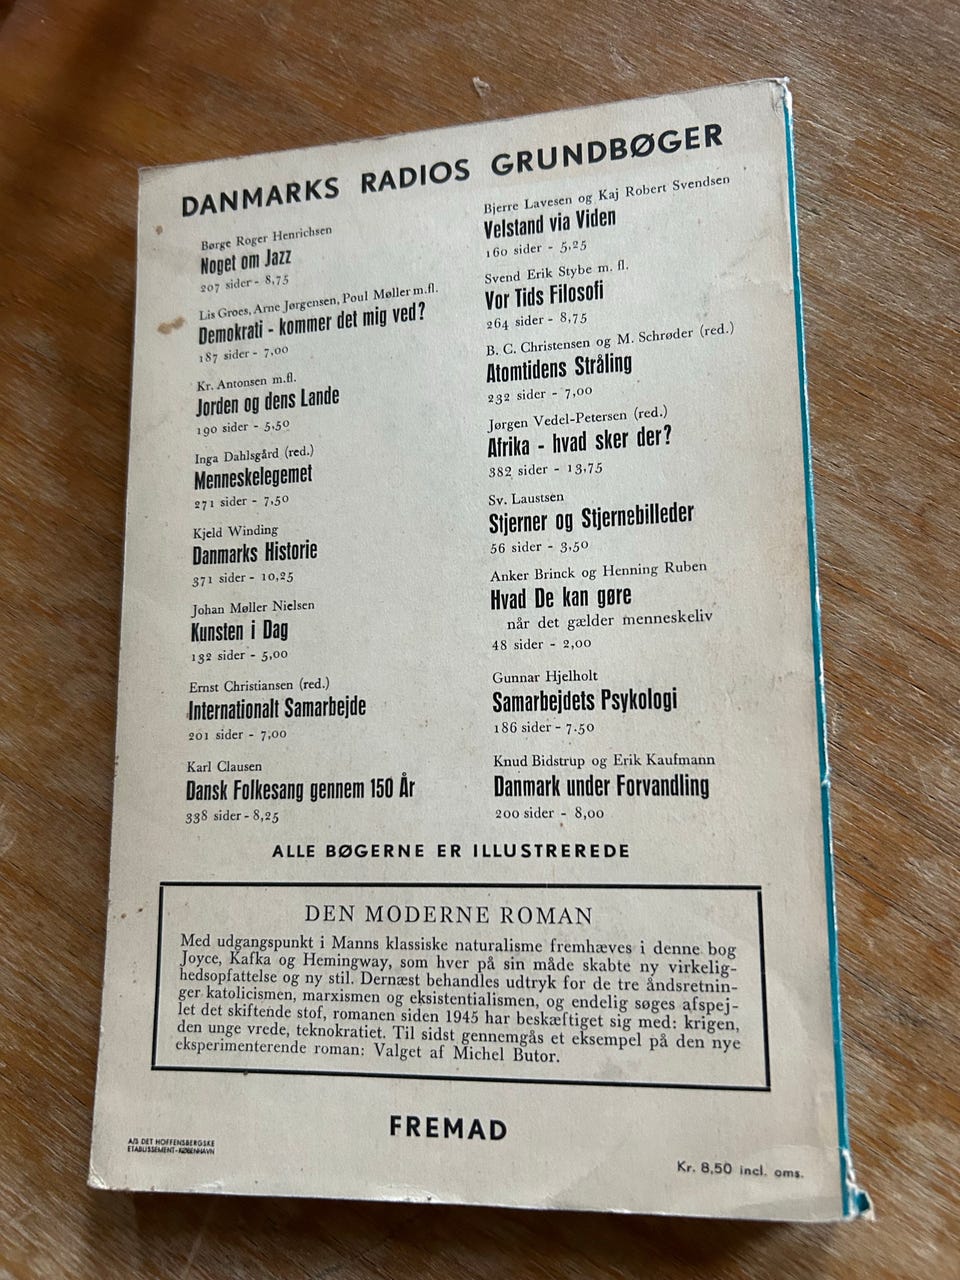 DANMARKS RADIOS GRUNDBØGER
Børge Roger Henrichsen
Noget om Jazz
207 sider - 8,75
Lis Groes, Arne Jørgensen, Poul Møller m.fl.
Demokrati - kommer det mig ved?
187 sider - 7,00
Kr. Antonsen m.fl.
Jorden og dens Lande
190 sider - 5,50
Inga Dahlsgård (red.)
Menneskelegemet
271 sider - 7,50
Kjeld Winding
Danmarks Historie
371 sider - 10,25
Johan Møller Nielsen
Kunsten i Dag
132 sider - 5,00
Ernst Christiansen (red.)
Internationalt Samarbejde
201 sider - 7,00
Karl Clausen
Dansk Folkesang gennem 150 År
338 sider - 8,25
Bjerre Lavesen og Kaj Robert Svendsen
Velstand via Viden
160 sider - 5,25
Svend Erik Stybe m. fl.
Vor Tids Filosofi
264 sider - 8,75
B. C. Christensen og M. Schrøder (red.)
Atomtidens Stråling
232 sider - 7,00
Jørgen Vedel-Petersen (red.)
Afrika - hvad sker der?
382 sider - 13,75
Sv. Laustsen
Stjerner og Stjernebilleder
56 sider - 3,50
Anker Brinck og Henning Ruben
Hvad De kan gøre
når det gælder menneskeliv
48 sider - 2,00
Gunnar Hjelholt
Samarbejdets Psykologi
186 sider - 7.50
Knud Bidstrup og Erik Kaufmann
Danmark under Forvandling
200 sider - 8,00
ALLE BØGERNE ER ILLUSTREREDE
DEN MODERNE ROMAN
Med udgangspunkt i Manns klassiske naturalisme fremhæves i denne bog
Joyce, Kafka og Hemingway, som hver på sin måde skabte ny virkelig-
hedsopfattelse og ny stil. Dernæst behandles udtryk for de tre åndsretnin-
ger katolicismen, marxismen og eksistentialismen, og endelig søges afspej-
let det skiftende stof, romanen siden 1945 har beskæftiget sig med: krigen,
den unge vrede, teknokratiet. Til sidst gennemgås et eksempel på den nye
eksperimenterende roman: Valget af Michel Butor.
FREMAD
A/S DET HOFFENSBERGSKE
ETABLISSEMENT-KØBENHAVN
Kr. 8,50 incl. oms.